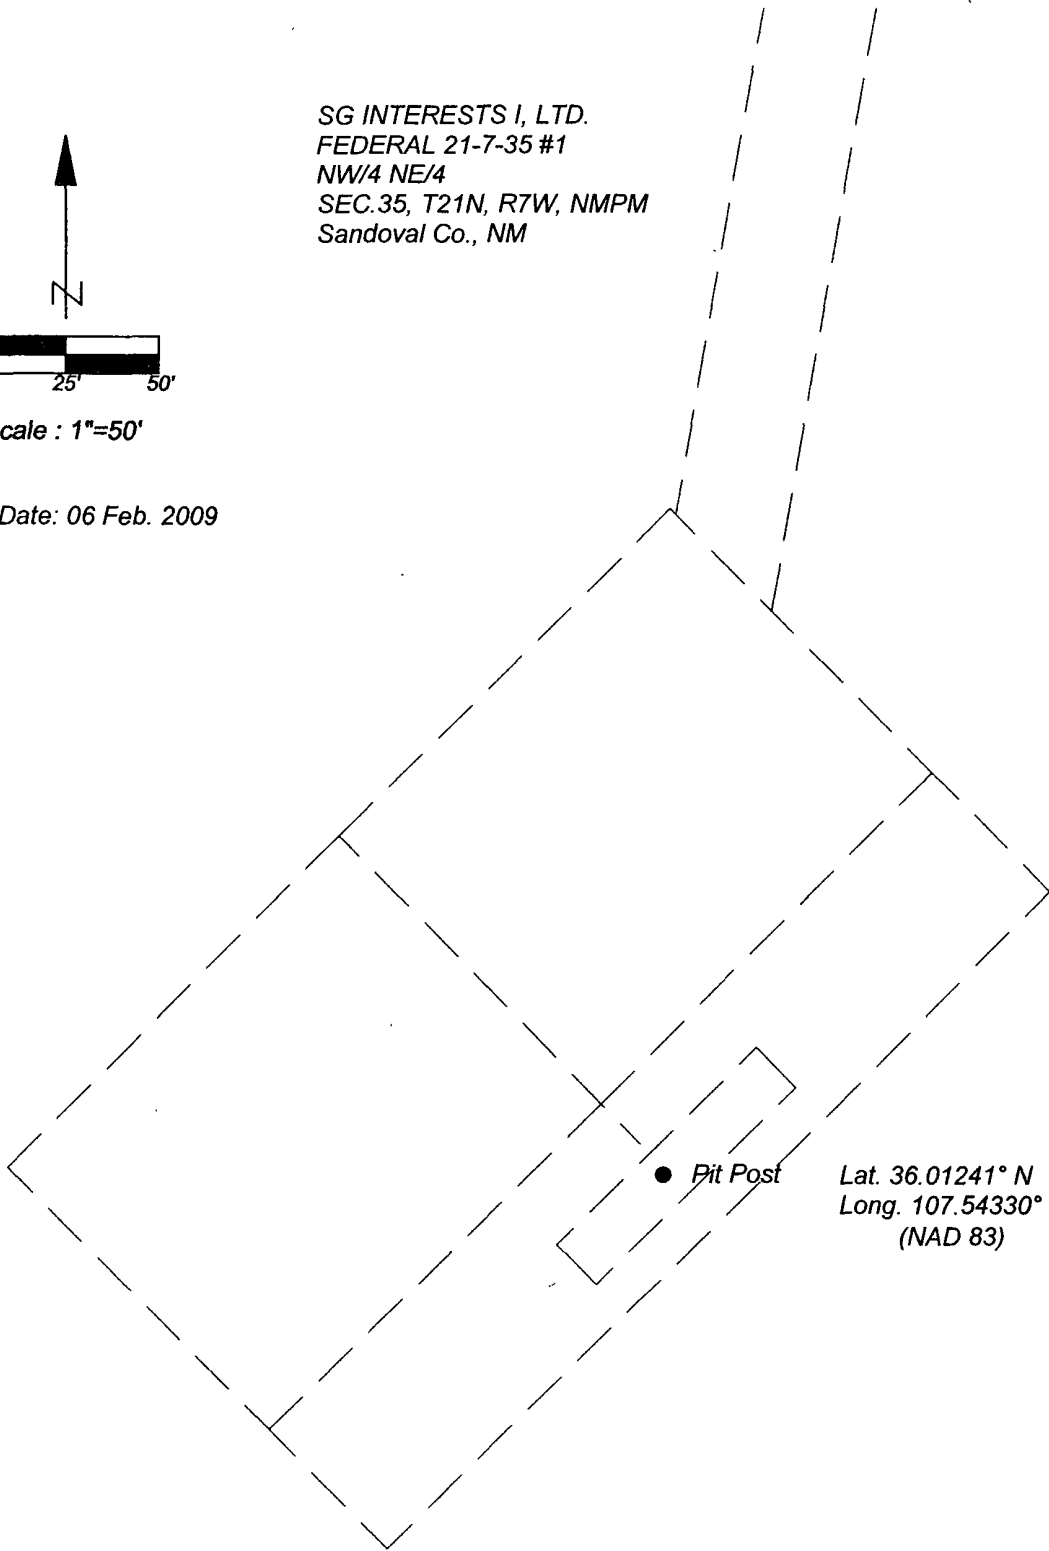 SG INTERESTS I, LTD.
FEDERAL 21-7-35 #1
NW/4 NE/4
SEC.35, T21N, R7W, NMPM
Sandoval Co., NM
N
25' 50'
cale : 1"=50'
Date: 06 Feb. 2009
Pit Post
Lat. 36.01241° N
Long. 107.54330°
(NAD 83)